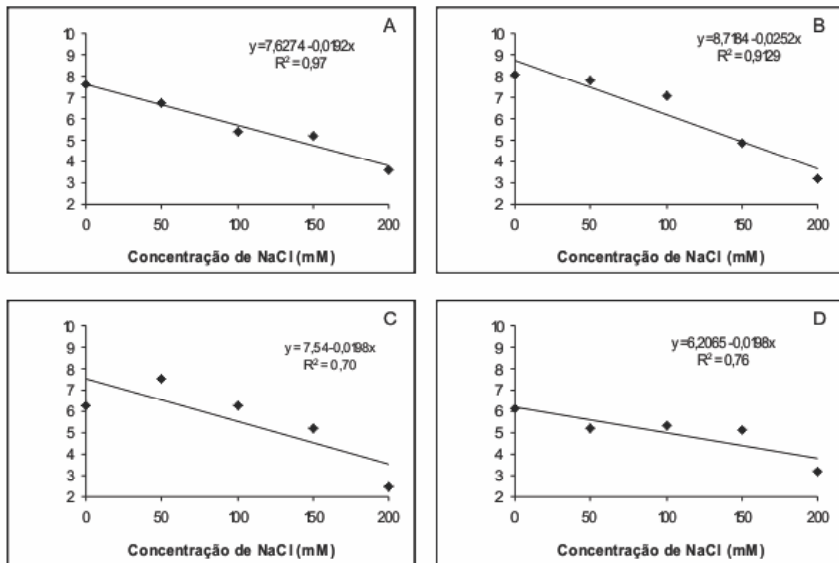 A
y=7,6274-0,0192x
R² = 0,97
10
9
8
7
6
5
4
3
2
0 50 100 150 200
Concentração de NaCl (mM)
B
y=8,7184-0,0252x
R² = 0,9129
10
9
8
7
6
5
4
3
2
0 50 100 150 200
Concentração de NaCl (mM)
C
y = 7,54-0,0198x
R² = 0,70
10
9
8
7
6
5
4
3
2
0 50 100 150 200
Concentração de NaCl (mM)
D
y=6,2065-0,0198x
R² = 0,76
10
9
8
7
6
5
4
3
2
0 50 100 150 200
Concentração de NaCl (mM)